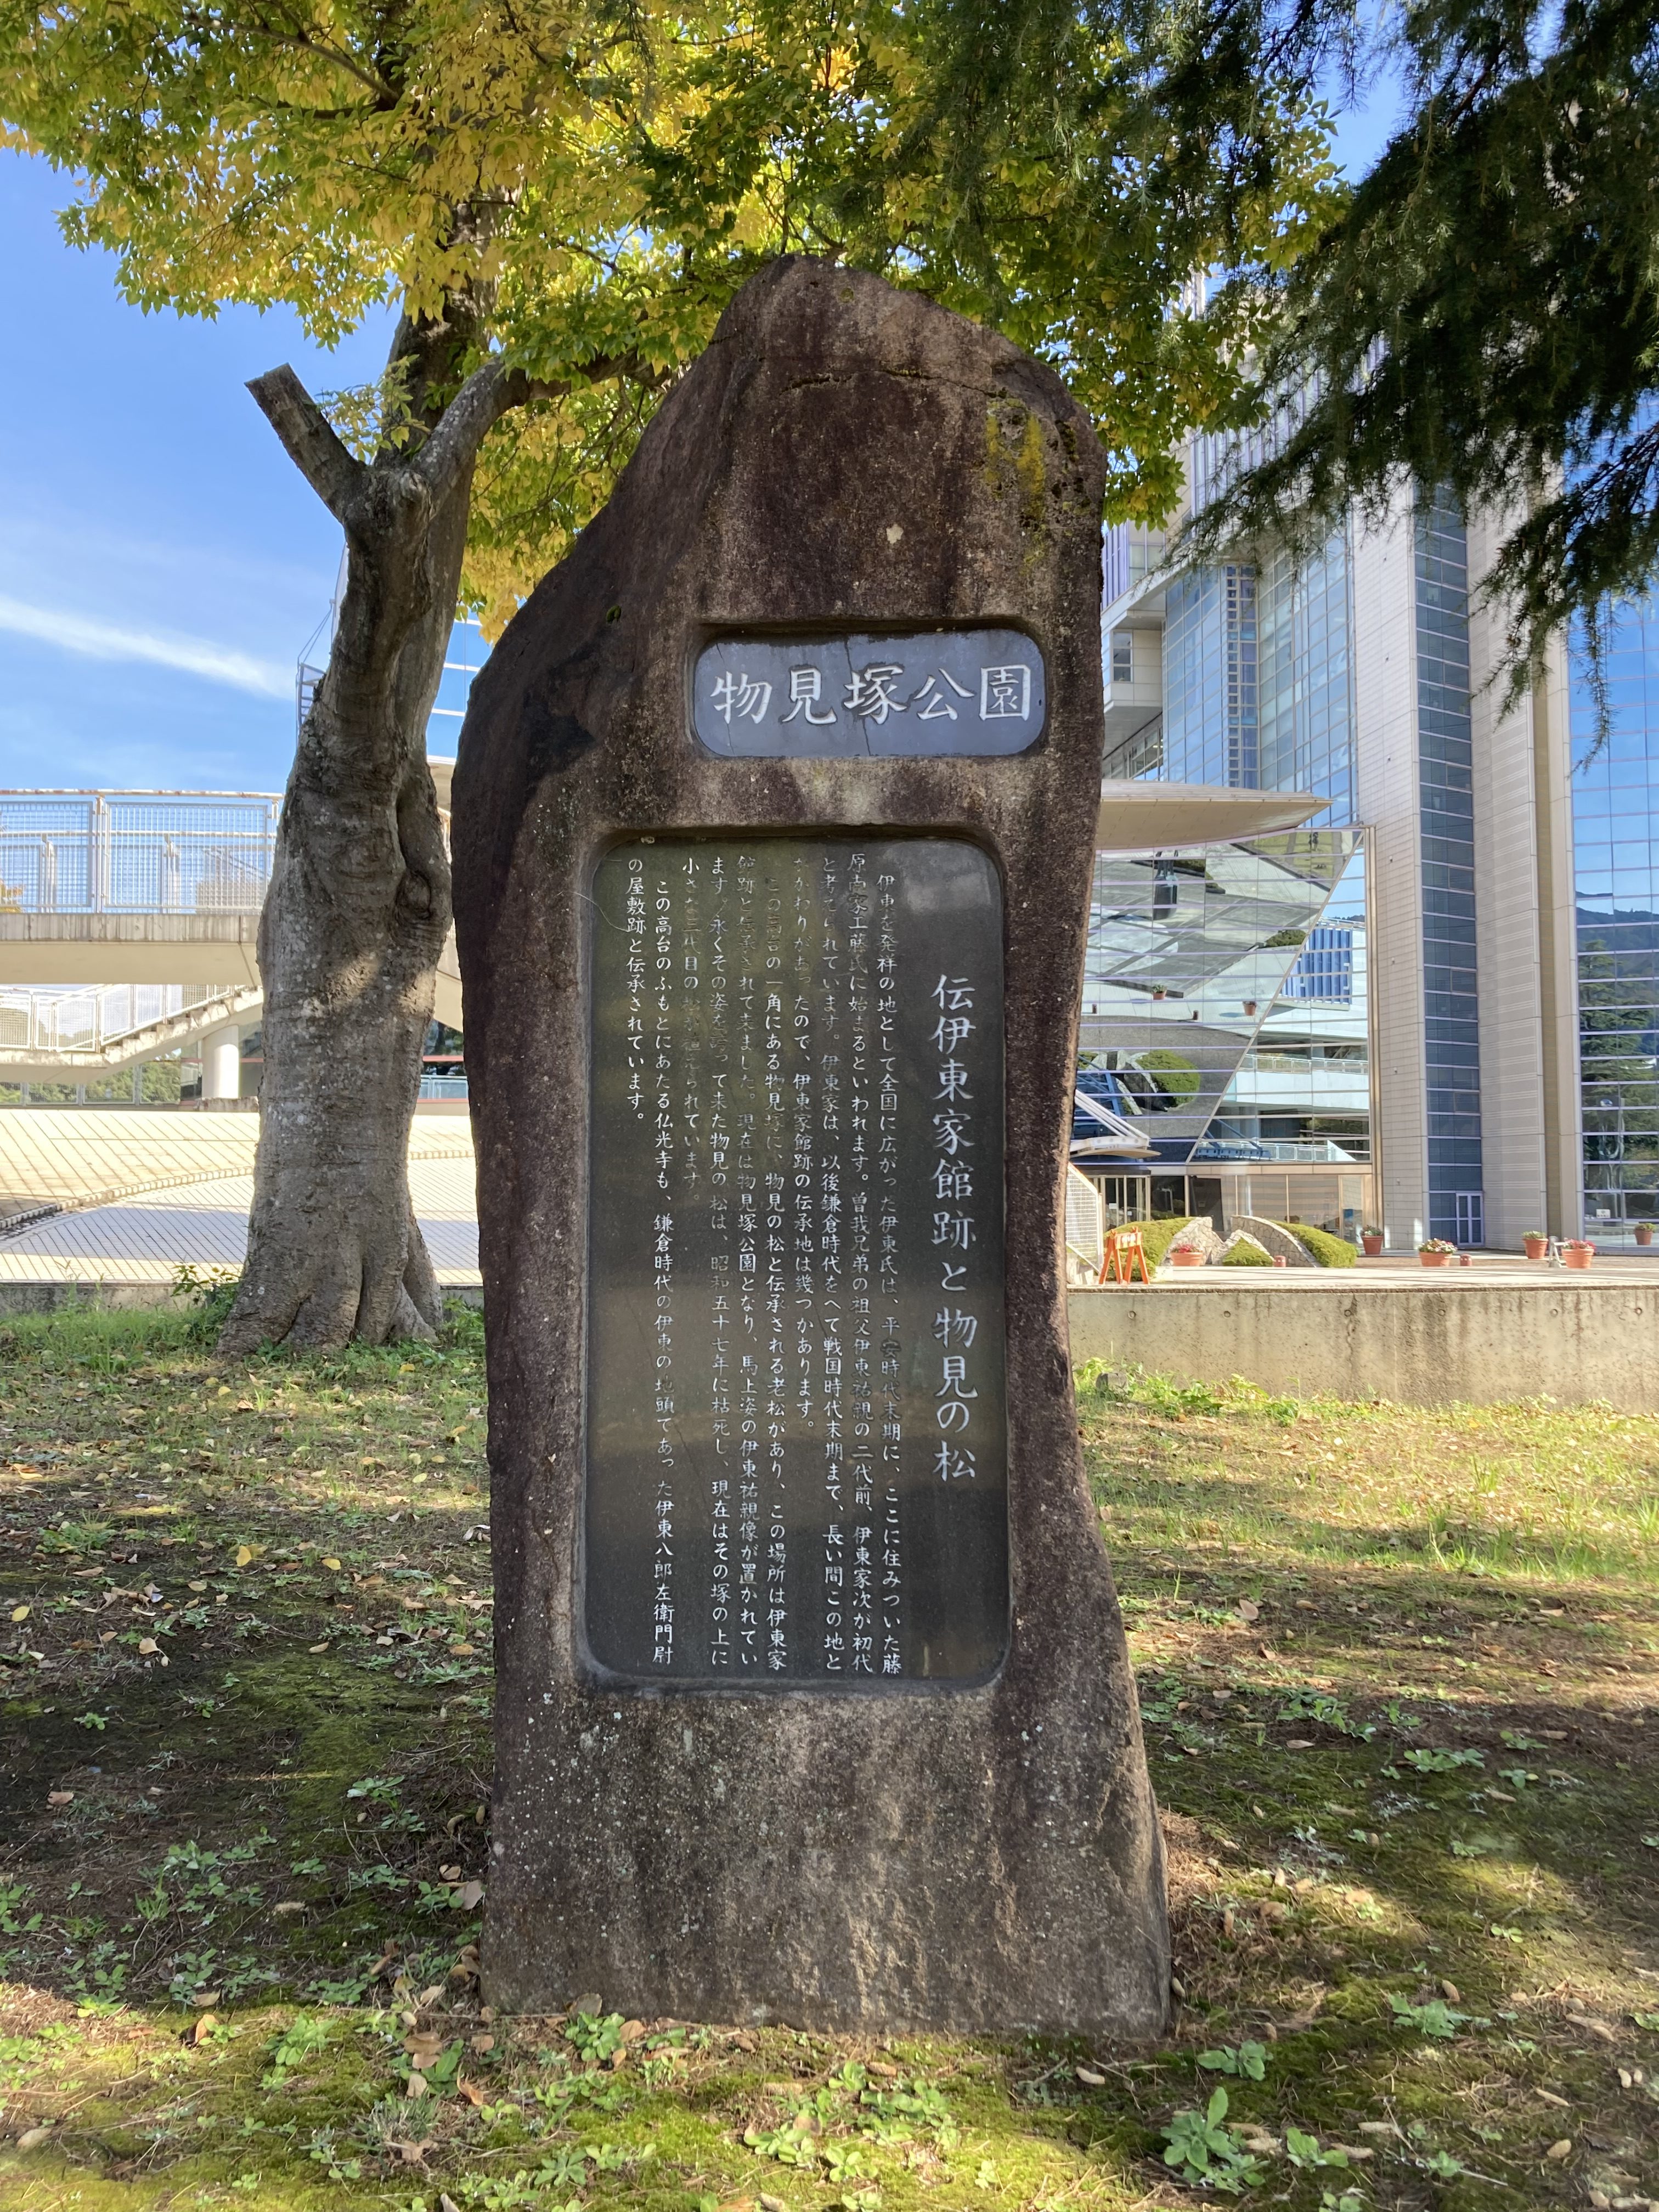 物見塚公園
伝伊東家館跡と物見の松
伊東を発祥の地として全国に広がった伊東氏は、平安時代末期に、ここに住みついた藤
原南家工藤氏に始まるといわれます。曽我兄弟の祖父伊東祐親の二代前、伊東家次が初代
と考えられています。伊東家は、以後鎌倉時代をへて戦国時代末期まで、長い間この地と
かかわりがあったので、伊東家館跡の伝承地は幾つかあります。
この高台の一角にある物見塚に、物見の松と伝承される老松があり、この場所は伊東家
館跡と伝承されて来ました。現在は物見塚公園となり、馬上姿の伊東祐親像が置かれてい
ます。永くその姿を誇って来た物見の松は、昭和五十七年に枯死し、現在はその塚の上に
小さな三代目の松が植えられています。
この高台のふもとにあたる仏光寺も、鎌倉時代の伊東の地頭であった伊東八郎左衛門尉
の屋敷跡と伝承されています。